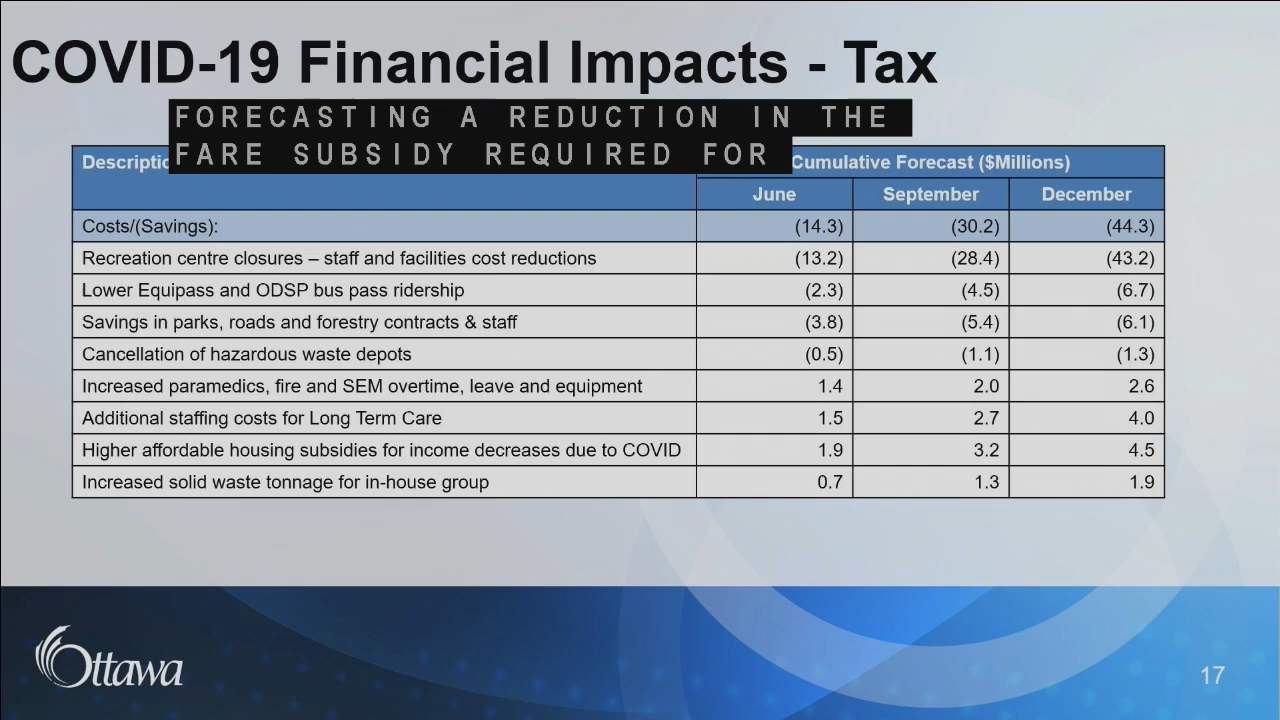 COVID-19 Financial Impacts - Tax
FORECASTING A REDUCTION IN THE
FARE SUBSIDY REQUIRED FOR
Cumulative Forecast ($Millions)
June September December
Costs/(Savings): (14.3) (30.2) (44.3)
Recreation centre closures – staff and facilities cost reductions (13.2) (28.4) (43.2)
Lower Equipass and ODSP bus pass ridership (2.3) (4.5) (6.7)
Savings in parks, roads and forestry contracts & staff (3.8) (5.4) (6.1)
Cancellation of hazardous waste depots (0.5) (1.1) (1.3)
Increased paramedics, fire and SEM overtime, leave and equipment 1.4 2.0 2.6
Additional staffing costs for Long Term Care 1.5 2.7 4.0
Higher affordable housing subsidies for income decreases due to COVID 1.9 3.2 4.5
Increased solid waste tonnage for in-house group 0.7 1.3 1.9
Ottawa
17